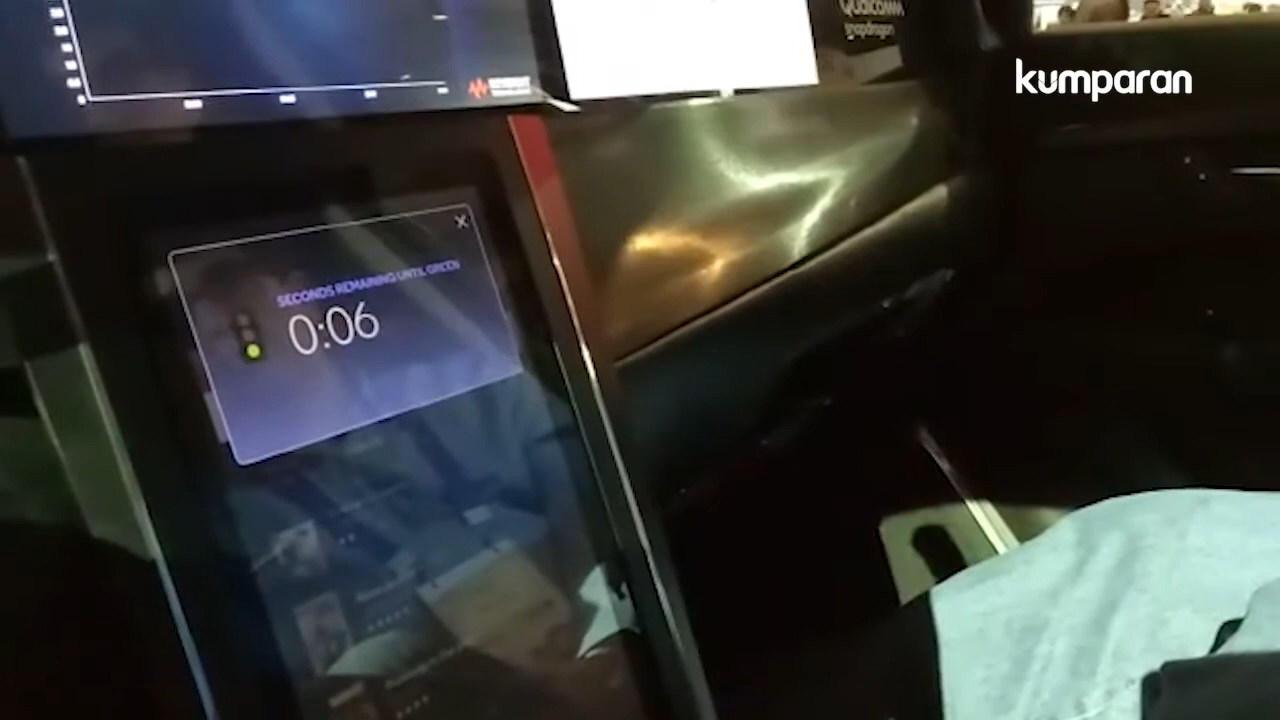 Qualcomm
snapdragon
kumparan
SECONDS REMAINING UNTIL GREEN
0:06